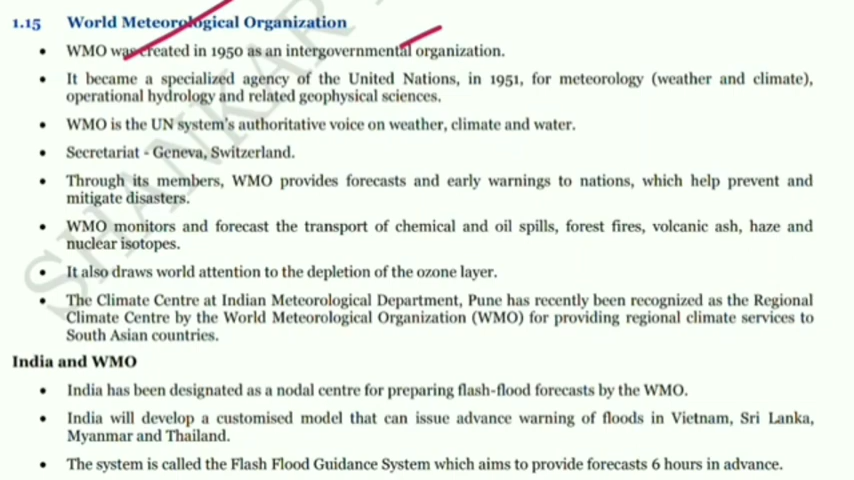 1.15 World Meteorological Organization
• WMO was created in 1950 as an intergovernmental organization.
• It became a specialized agency of the United Nations, in 1951, for meteorology (weather and climate),
operational hydrology and related geophysical sciences.
• WMO is the UN system's authoritative voice on weather, climate and water.
• Secretariat - Geneva, Switzerland.
• Through its members, WMO provides forecasts and early warnings to nations, which help prevent and
mitigate disasters.
• WMO monitors and forecast the transport of chemical and oil spills, forest fires, volcanic ash, haze and
nuclear isotopes.
• It also draws world attention to the depletion of the ozone layer.
• The Climate Centre at Indian Meteorological Department, Pune has recently been recognized as the Regional
Climate Centre by the World Meteorological Organization (WMO) for providing regional climate services to
South Asian countries.
India and WMO
• India has been designated as a nodal centre for preparing flash-flood forecasts by the WMO.
• India will develop a customised model that can issue advance warning of floods in Vietnam, Sri Lanka,
Myanmar and Thailand.
• The system is called the Flash Flood Guidance System which aims to provide forecasts 6 hours in advance.
SHANKAR